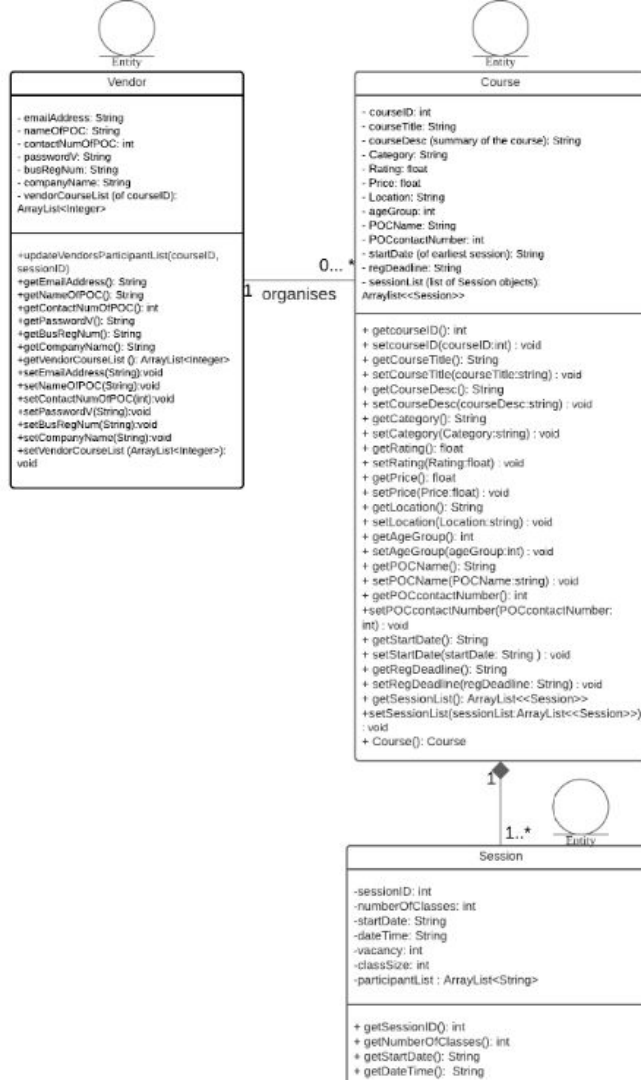 Entity
Vendor
- emailAddress: String
- nameOfPOC: String
- contactNumOfPOC: int
- passwordV: String
- busRegNum: String
- companyName: String
- vendorCourseList (of courseID):
ArrayList<Integer>
+updateVendorsParticipantList(courseID,
sessionID)
+getEmailAddress(): String
+getNameOfPOC(): String
+getContactNumOfPOC(): int
+getPasswordV(): String
+getBusRegNum(): String
+getCompanyName(): String
+getVendorCourseList (): ArrayList<Integer>
+setEmailAddress(String):void
+setNameOfPOC(String):void
+setContactNumOfPOC(int):void
+setPasswordV(String):void
+setBusRegNum(String):void
+setCompanyName(String):void
+setVendorCourseList (ArrayList<Integer>):
void
1 organises
0... *
Entity
Course
- courseID: int
- courseTitle: String
- courseDesc (summary of the course): String
- Category: String
- Rating: float
- Price: float
- Location: String
- ageGroup: int
- POCName: String
- POCcontactNumber: int
- startDate (of earliest session): String
- regDeadline: String
- sessionList (list of Session objects):
Arraylist<<Session>>
+ getcourseID(): int
+ setcourseID(courseID:int) : void
+ getCourseTitle(): String
+ setCourseTitle(courseTitle:string) : void
+ getCourseDesc(): String
+ setCourseDesc(courseDesc:string) : void
+ getCategory(): String
+ setCategory(Category:string) : void
+ getRating(): float
+ setRating(Rating:float) : void
+ getPrice(): float
+ setPrice(Price:float) : void
+ getLocation(): String
+ setLocation(Location:string) : void
+ getAgeGroup(): int
+ setAgeGroup(ageGroup:int) : void
+ getPOCName(): String
+ setPOCName(POCName:string) : void
+ getPOCcontactNumber(): int
+setPOCcontactNumber(POCcontactNumber:
int) : void
+ getStartDate(): String
+ setStartDate(startDate: String ) : void
+ getRegDeadline(): String
+ setRegDeadline(regDeadline: String) : void
+ getSessionList(): ArrayList<<Session>>
+setSessionList(sessionList:ArrayList<<Session>>)
: void
+ Course(): Course
1
1..*
Entity
Session
-sessionID: int
-numberOfClasses: int
-startDate: String
-dateTime: String
-vacancy: int
-classSize: int
-participantList : ArrayList<String>
+ getSessionID(): int
+ getNumberOfClasses(): int
+ getStartDate(): String
+ getDateTime(): String